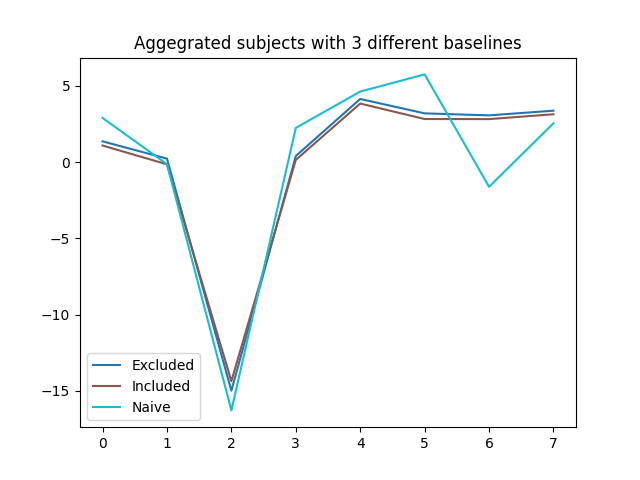 Aggegrated subjects with 3 different baselines
5
0
−5
−10
−15
Excluded
Included
Naive
0 1 2 3 4 5 6 7